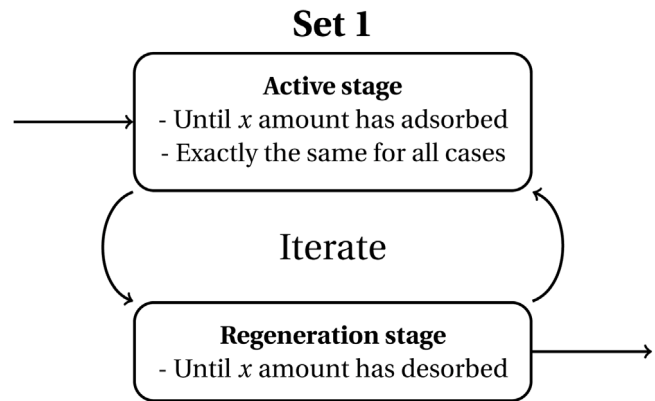 Set 1
Active stage
- Until x amount has adsorbed
- Exactly the same for all cases
Iterate
Regeneration stage
- Until x amount has desorbed